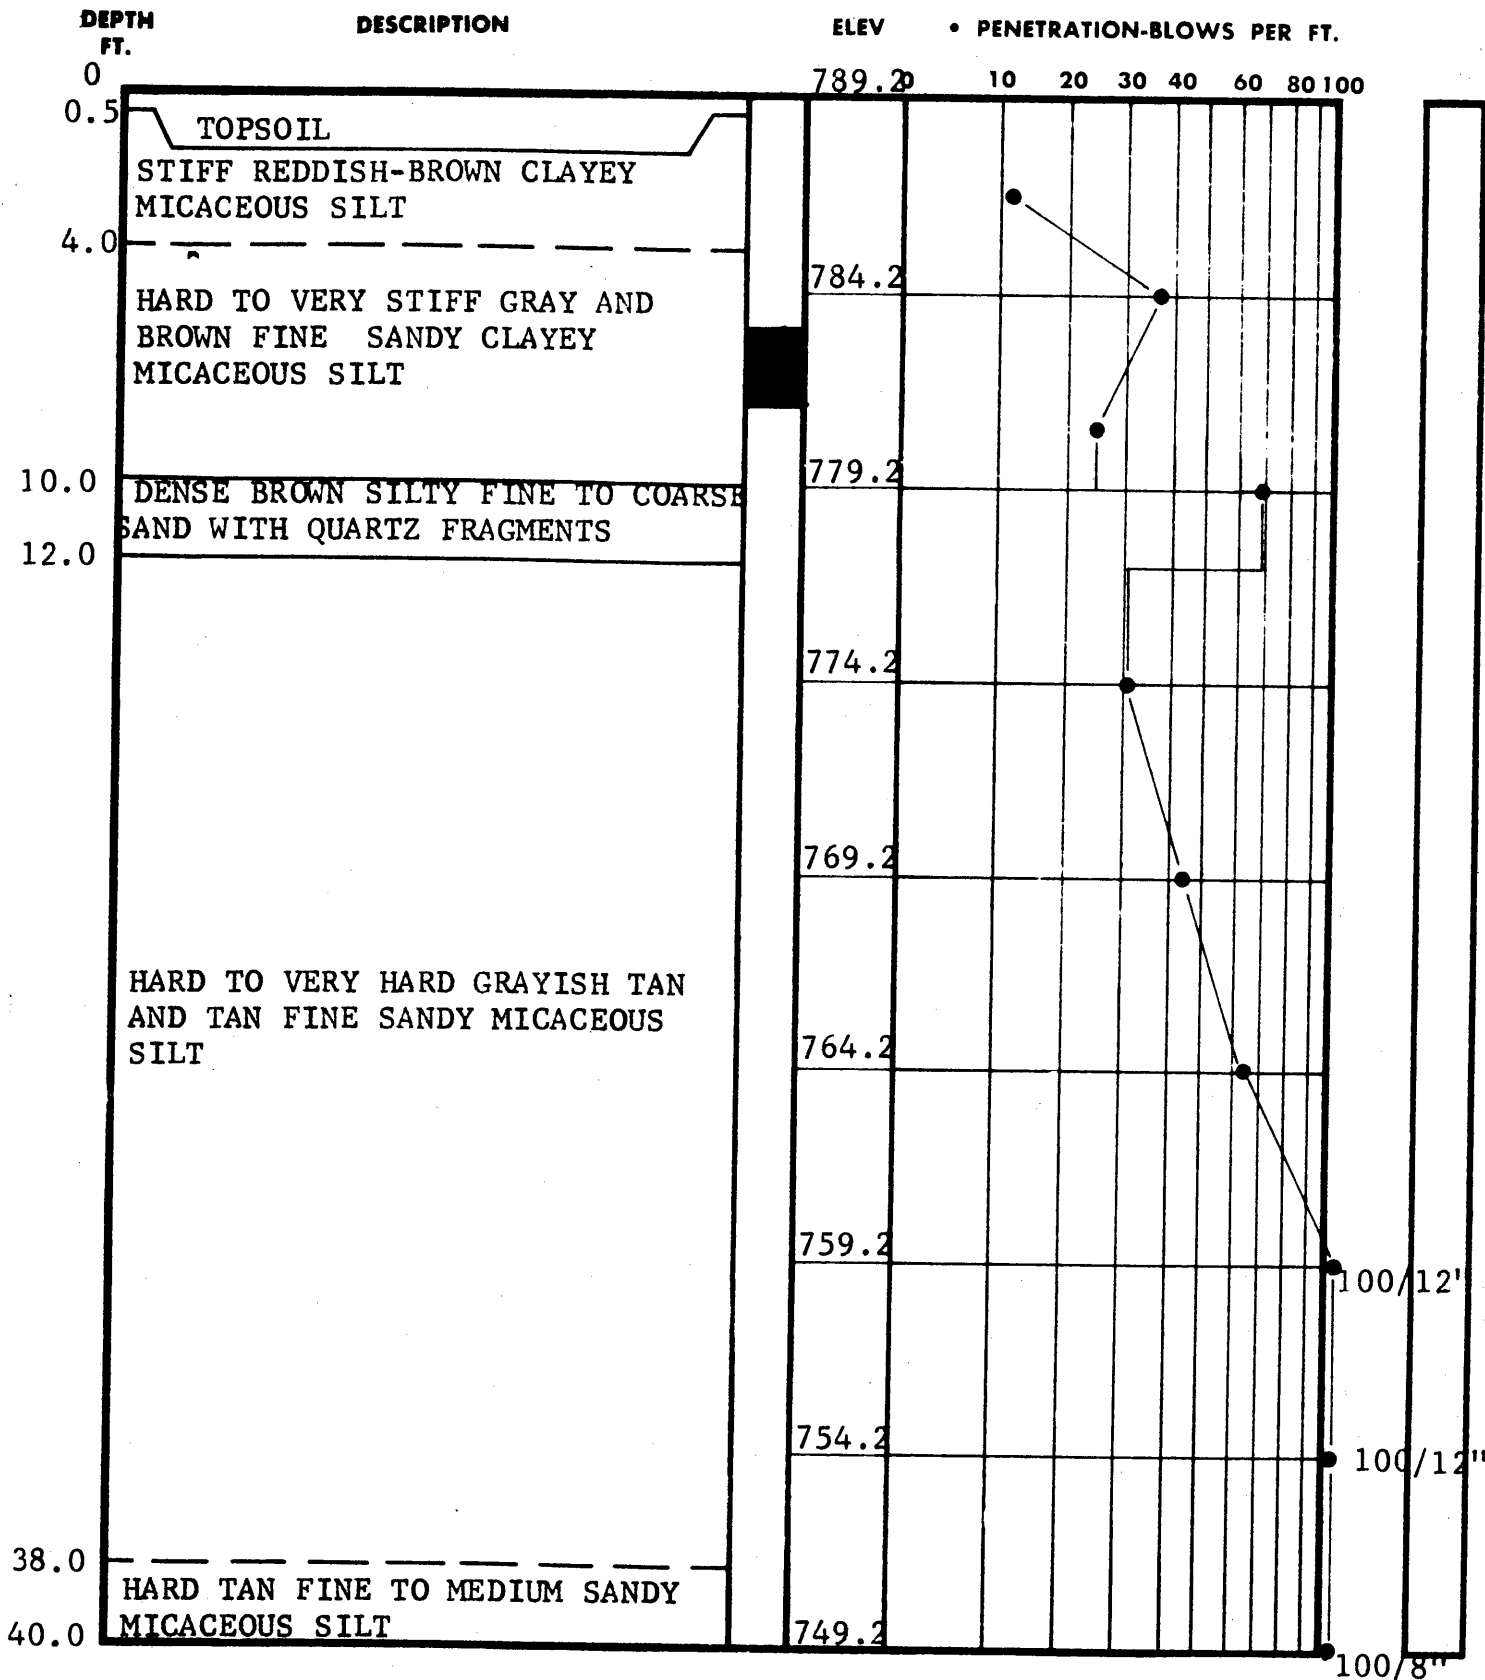 DEPTH FT.
DESCRIPTION
ELEV
• PENETRATION-BLOWS PER FT.
0
789.2
0 10 20 30 40 60 80 100
0.5
TOPSOIL
STIFF REDDISH-BROWN CLAYEY
MICACEOUS SILT
4.0
784.2
HARD TO VERY STIFF GRAY AND
BROWN FINE SANDY CLAYEY
MICACEOUS SILT
10.0
779.2
DENSE BROWN SILTY FINE TO COARSE
SAND WITH QUARTZ FRAGMENTS
12.0
774.2
769.2
HARD TO VERY HARD GRAYISH TAN
AND TAN FINE SANDY MICACEOUS
SILT
764.2
759.2
100/12'
754.2
100/12"
38.0
HARD TAN FINE TO MEDIUM SANDY
MICACEOUS SILT
40.0
749.2
100/8"